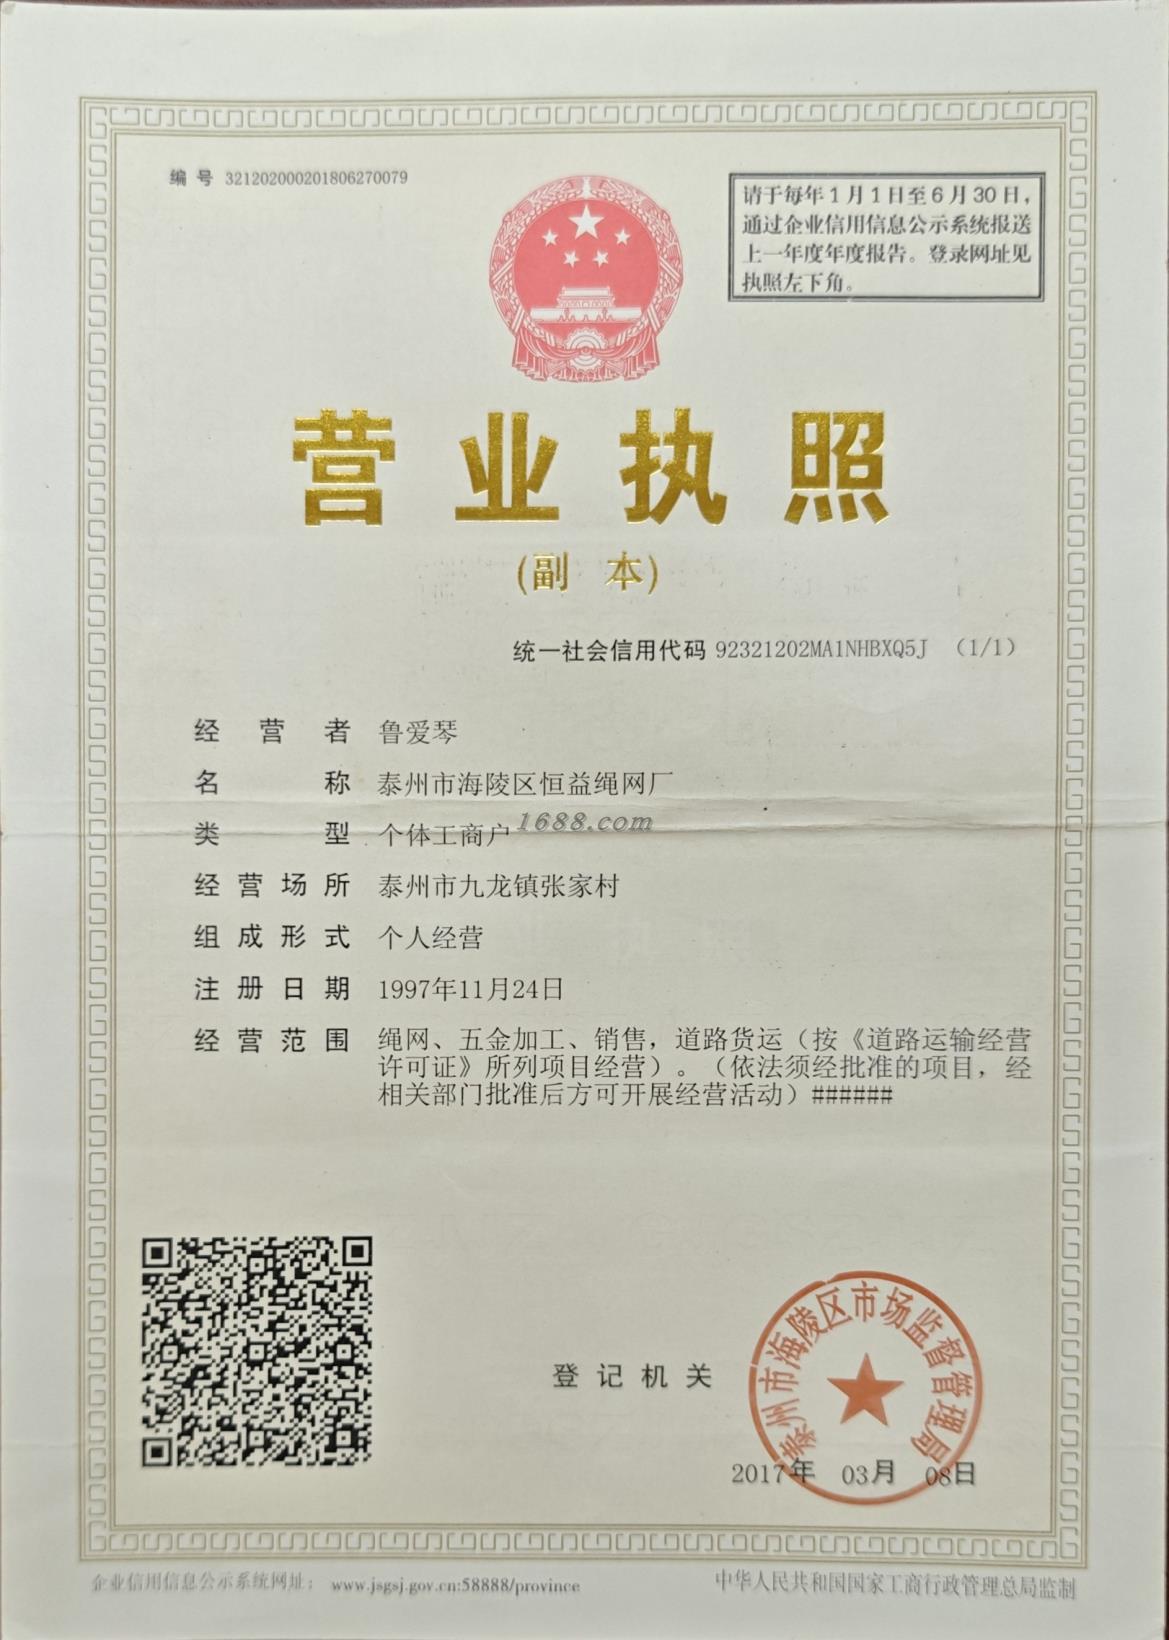 编 号 321202000201806270079
请于每年1月1日至6月30日，
通过企业信用信息公示系统报送
上一年度年度报告。登录网址见
执照左下角。
营业执照
(副 本)
统一社会信用代码 92321202MA1NHBXQ5J （1/1）
经营者 鲁爱琴
名称 泰州市海陵区恒益绳网厂
类型 个体工商户
1688.com
经营场所 泰州市九龙镇张家村
组成形式 个人经营
注册日期 1997年11月24日
经营范围 绳网、五金加工、销售，道路货运（按《道路运输经营
许可证》所列项目经营）。（依法须经批准的项目，经
相关部门批准后方可开展经营活动）######
泰州市海陵区市场监督管理局
登记机关
2017年 03月 08日
企业信用信息公示系统网址： www.jsgsj.gov.cn:58888/province
中华人民共和国国家工商行政管理总局监制